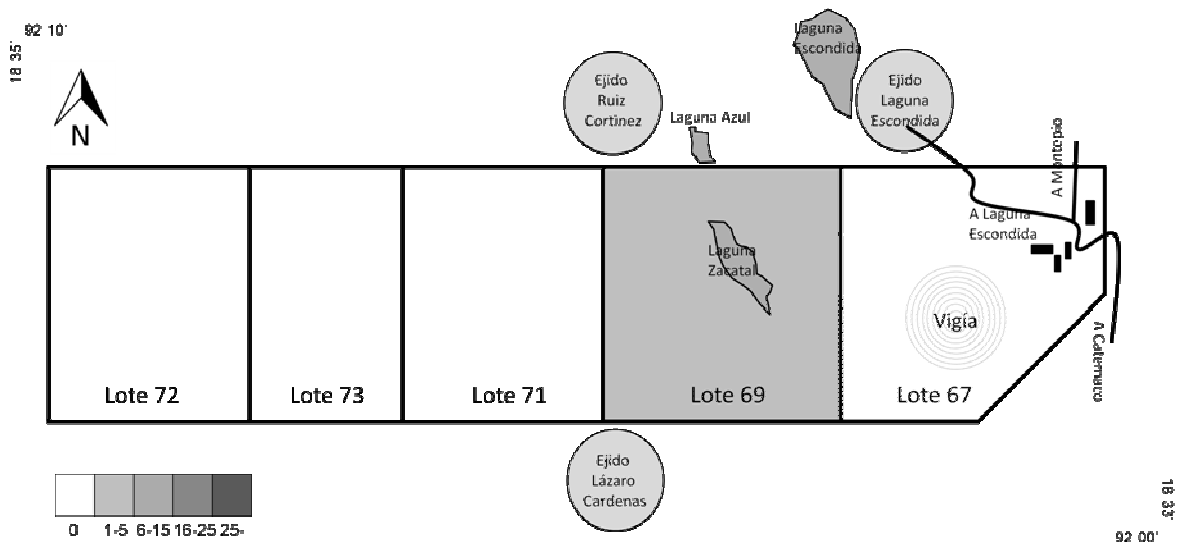 92 10'
18 35'
N
Laguna
Escondida
Ejido
Ruiz
Cortinez
Laguna Azul
Ejido
Laguna
Escondida
A Montepio
A Laguna
Escondida
Laguna
Zacatal
Vigía
A Catemaco
Lote 72
Lote 73
Lote 71
Lote 69
Lote 67
Ejido
Lázaro
Cardenas
0 1-5 6-15 16-25 25-
18 33'
92 00'